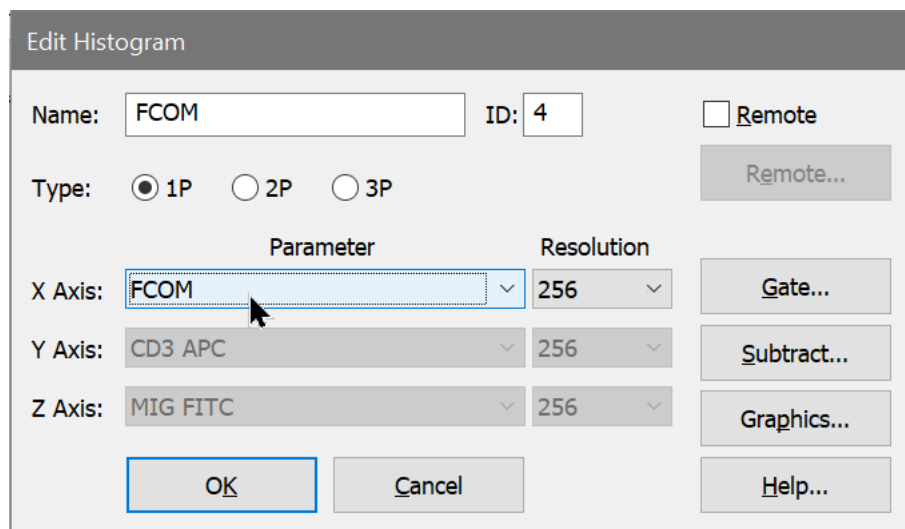 Edit Histogram
Name: FCOM ID: 4 Remote
Type: 1P 2P 3P Remote...
Parameter Resolution
X Axis: FCOM 256 Gate...
Y Axis: CD3 APC 256 Subtract...
Z Axis: MIG FITC 256 Graphics...
OK Cancel Help...